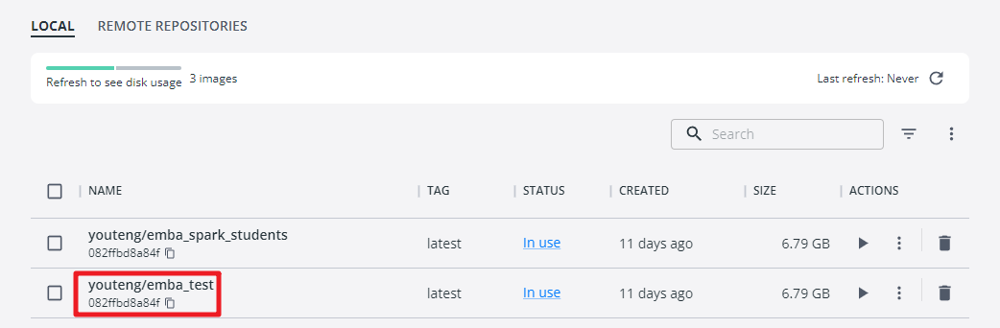 LOCAL REMOTE REPOSITORIES
Refresh to see disk usage 3 images Last refresh: Never
Search
NAME TAG STATUS CREATED SIZE ACTIONS
youteng/emba_spark_students
082ffbd8a84f latest In use 11 days ago 6.79 GB
youteng/emba_test
082ffbd8a84f latest In use 11 days ago 6.79 GB